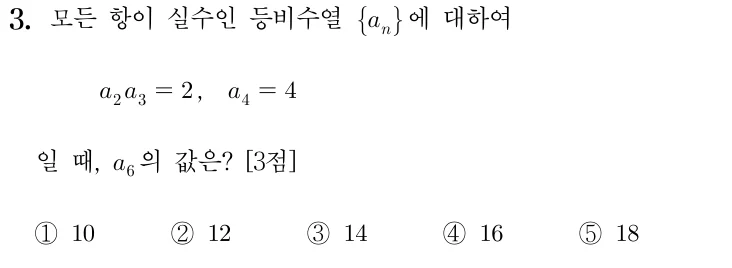 3. 모든 항이 실수인 등비수열 {aₙ}에 대하여
a₂a₃ = 2, a₄ = 4
일 때, a₆의 값은? [3점]
① 10 ② 12 ③ 14 ④ 16 ⑤ 18